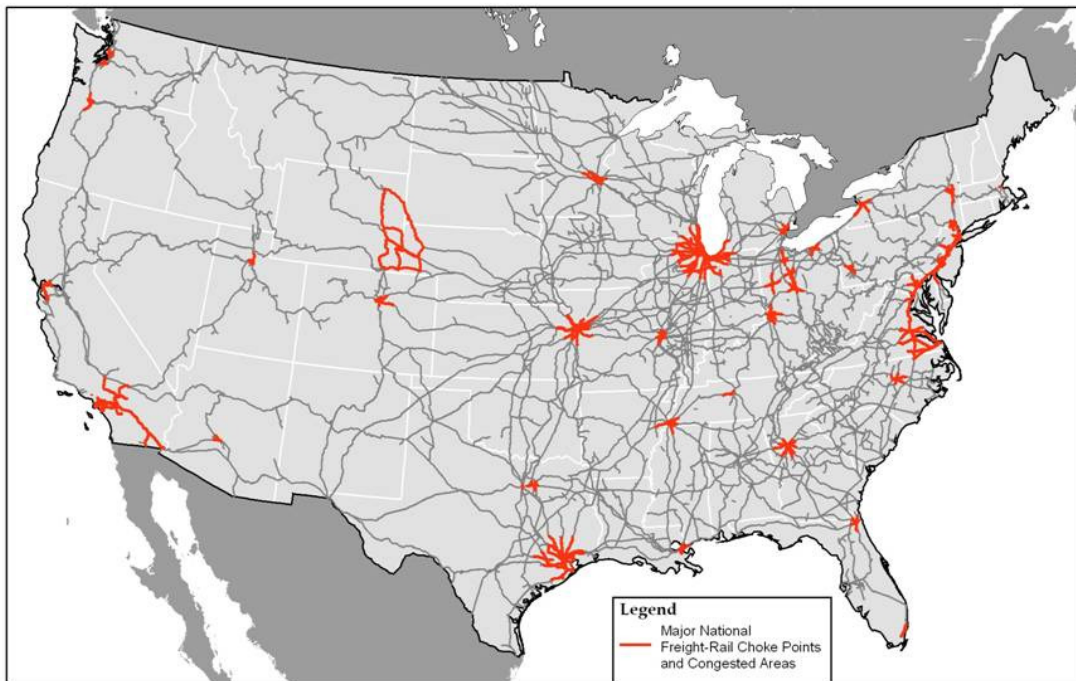 Legend
Major National
Freight-Rail Choke Points
and Congested Areas